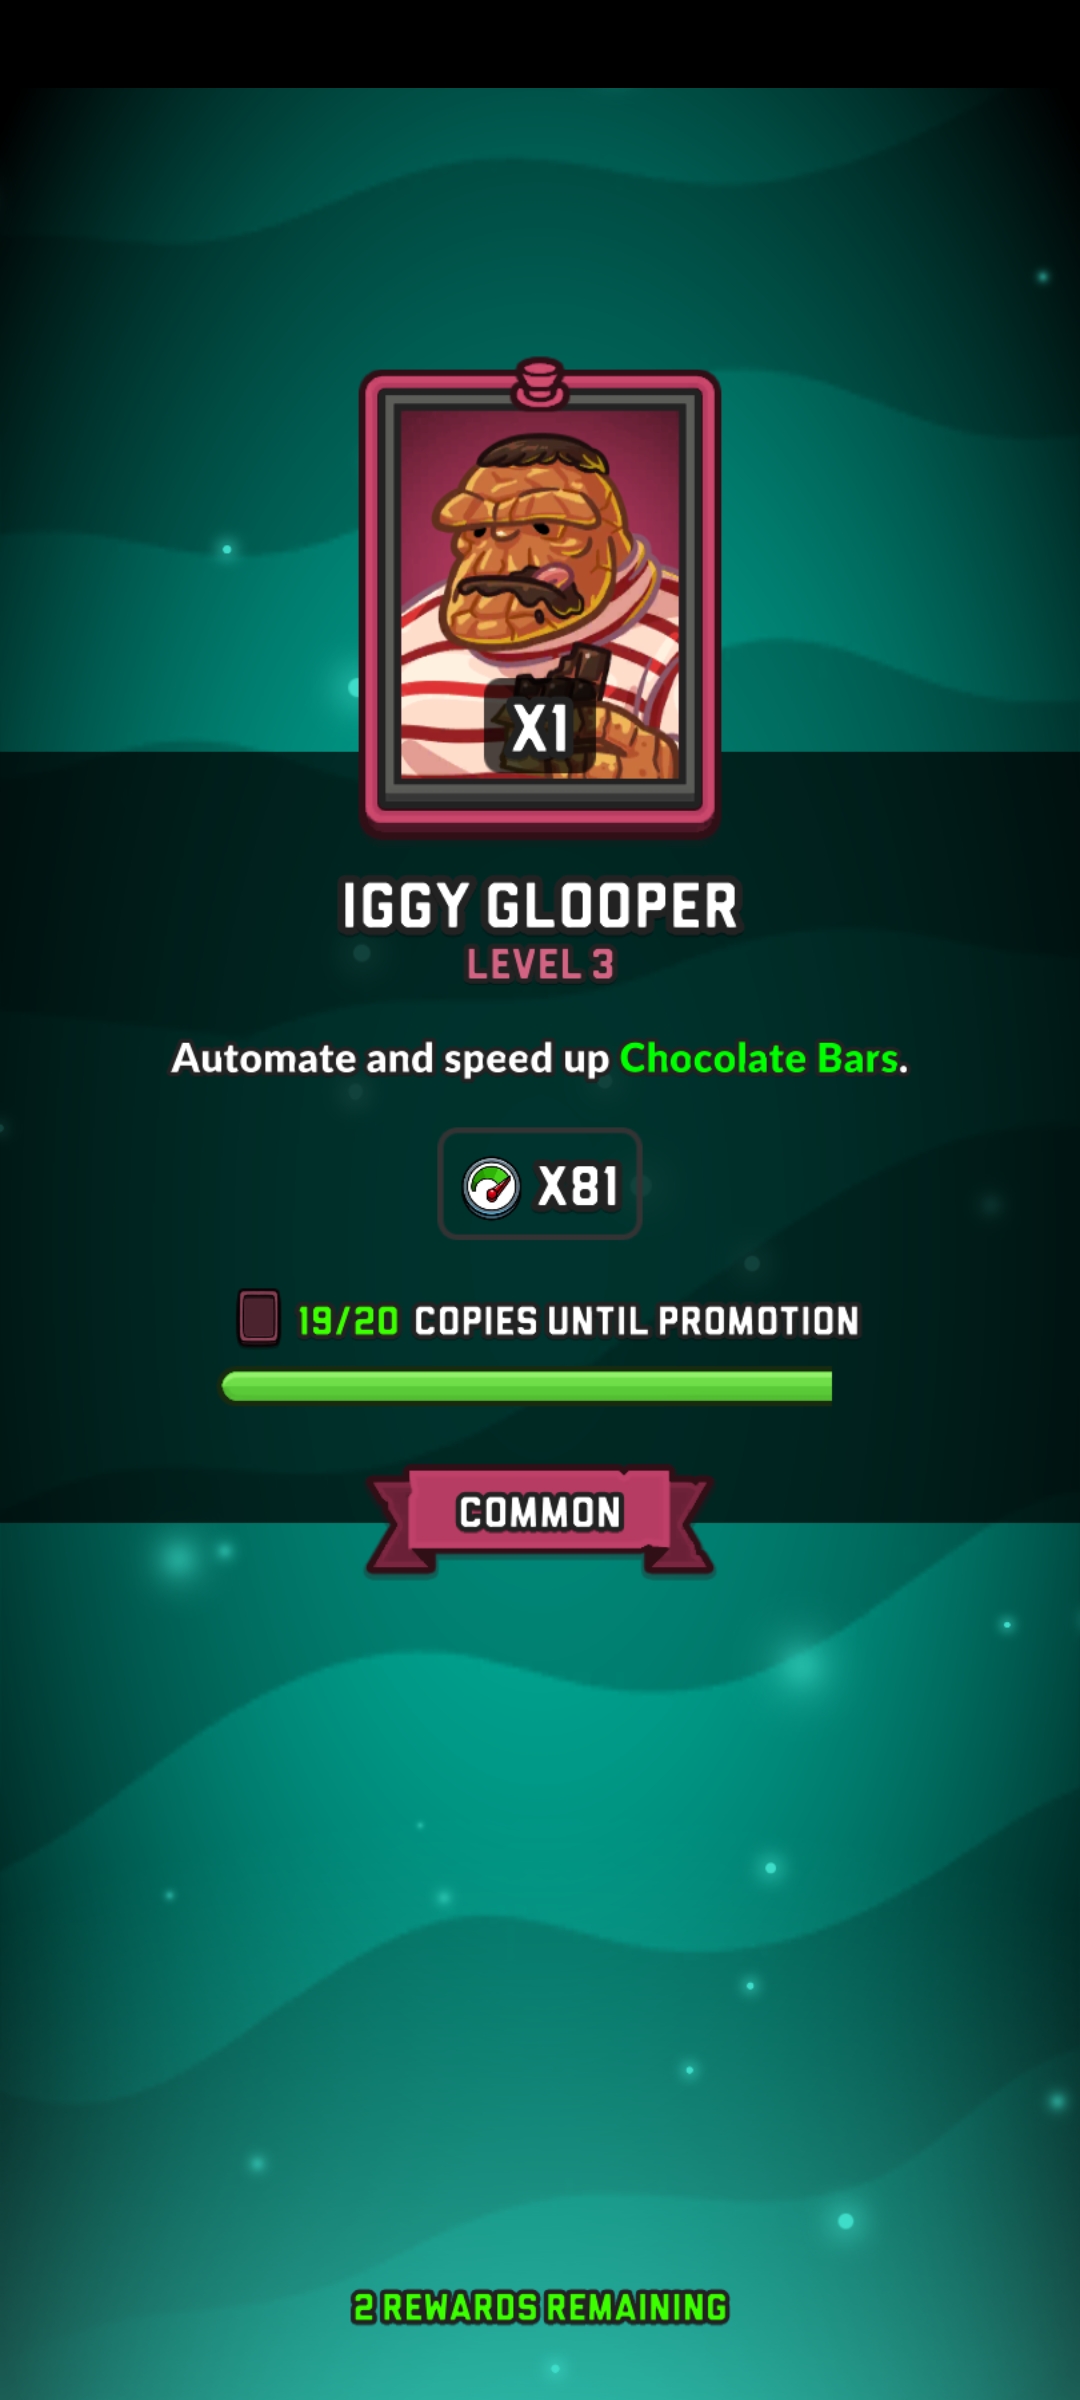 X1
IGGY GLOOPER
LEVEL 3
Automate and speed up Chocolate Bars.
X81
19/20 COPIES UNTIL PROMOTION
COMMON
2 REWARDS REMAINING